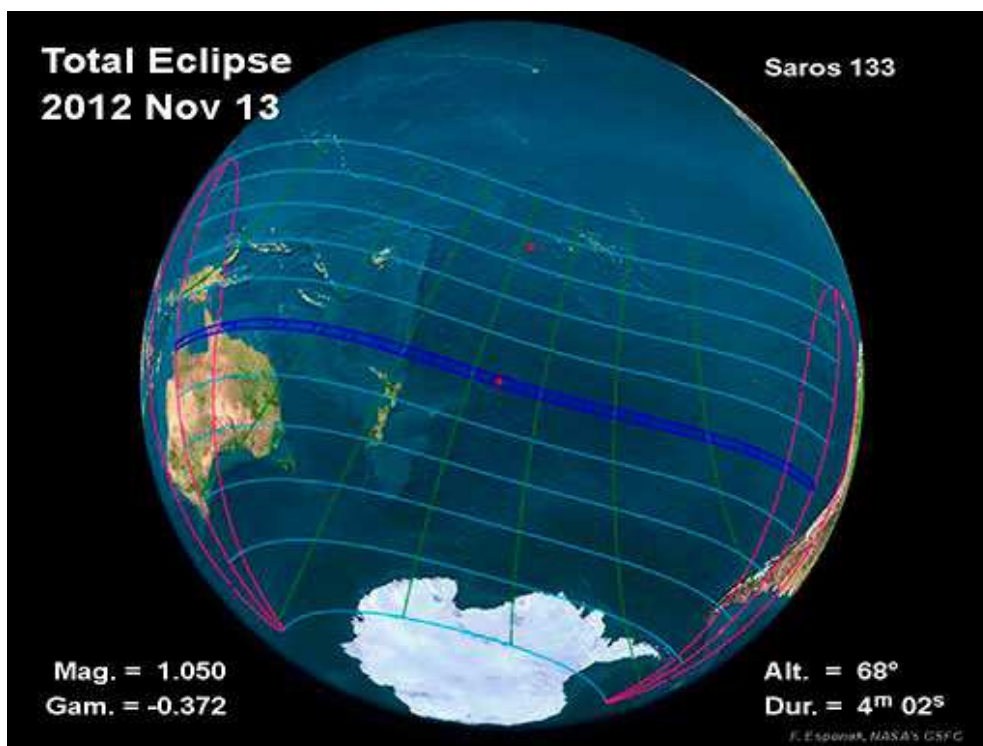 Total Eclipse
2012 Nov 13
Saros 133
Mag. = 1.050
Gam. = -0.372
Alt. = 68º
Dur. = 4ᵐ 02ˢ
F. Espenak, NASA's GSFC